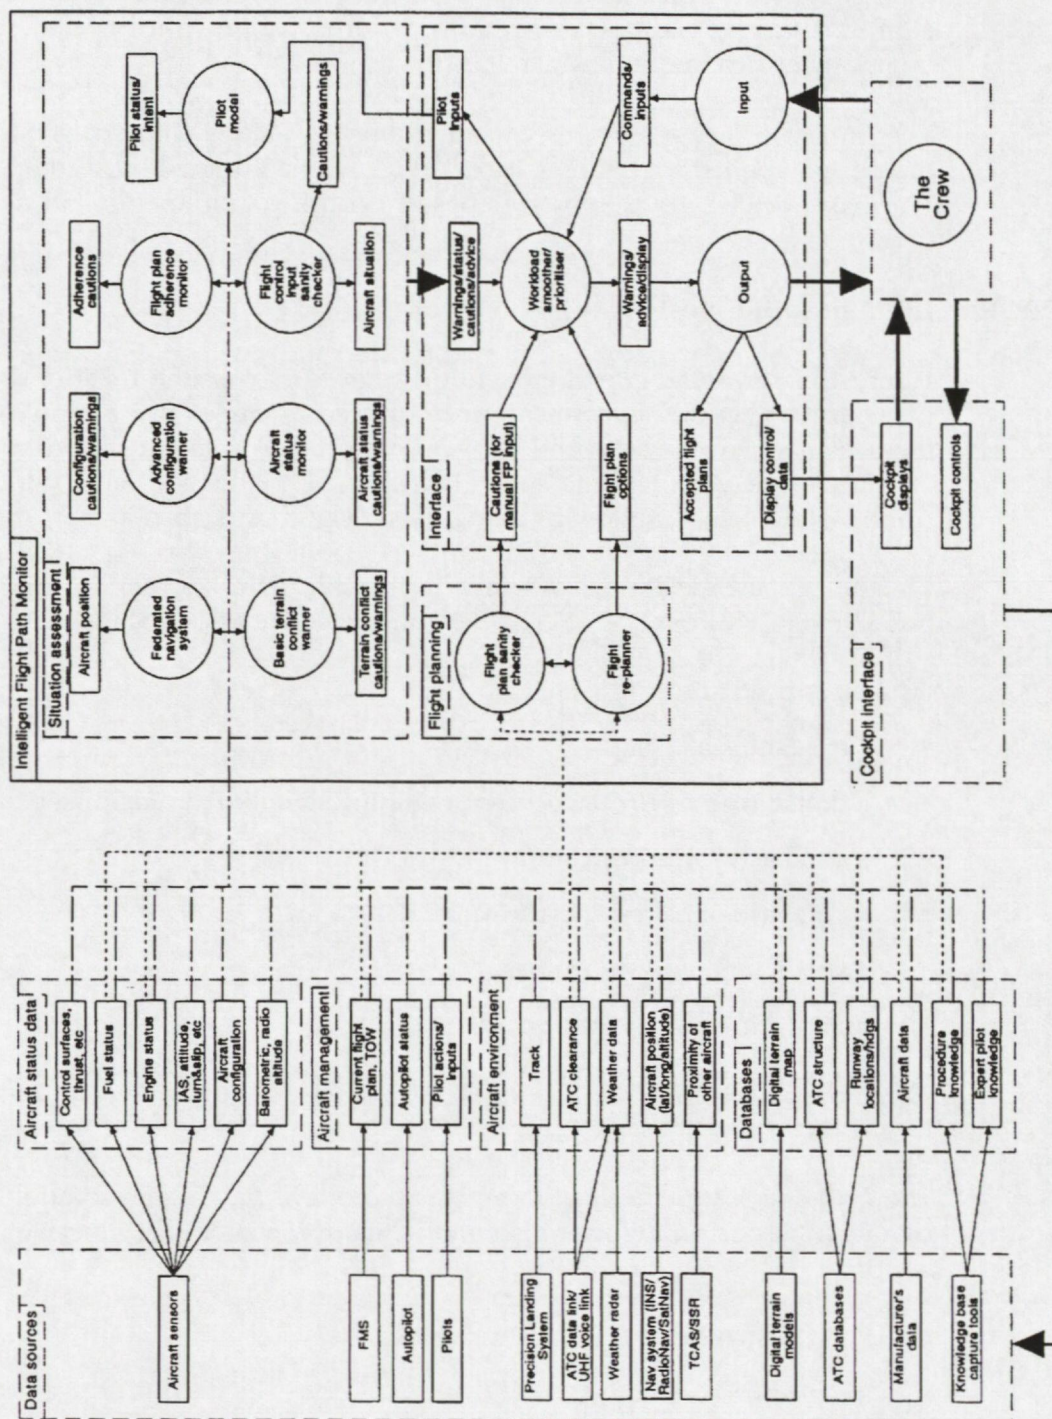 Data sources
Aircraft sensors
FMS
Autopilot
Pilots
Precision Landing
System
ATC data link/
UHF voice link
Weather radar
Nav system (INS/
RadioNav/SatNav)
TCAS/SSR
Digital terrain
models
ATC databases
Manufacturer's
data
Knowledge base
capture tools
Aircraft status data
Control surfaces,
thrust, etc
Fuel status
Engine status
IAS, attitude,
turn&slip, etc
Aircraft
configuration
Barometric, radio
altitude
Aircraft management
Current flight
plan, TOW
Autopilot status
Pilot actions/
inputs
Aircraft environment
Track
ATC clearance
Weather data
Aircraft position
(lat/long/altitude)
Proximity of
other aircraft
Databases
Digital terrain
map
ATC structure
Runway
locations/hdgs
Aircraft data
Procedure
knowledge
Expert pilot
knowledge
Intelligent Flight Path Monitor
Situation assessment
Aircraft position
Federated
navigation
system
Basic terrain
conflict
warner
Terrain conflict
cautions/warnings
Configuration
cautions/warnings
Advanced
configuration
warner
Aircraft
status
monitor
Aircraft status
cautions/warnings
Adherence
cautions
Flight plan
adherence
monitor
Flight
control
input
sanity
checker
Aircraft situation
Pilot status/
intent
Pilot
model
Cautions/warnings
Flight planning
Flight
plan sanity
checker
Flight
re-planner
Interface
Cautions (for
manual FP input)
Flight plan
options
Accepted flight
plans
Display control/
data
Warnings/status/
cautions/advice
Workload
smoother/
prioritiser
Warnings/
advice/display
Output
Pilot
inputs
Commands/
inputs
Input
Cockpit interface
Cockpit
displays
Cockpit controls
The
Crew